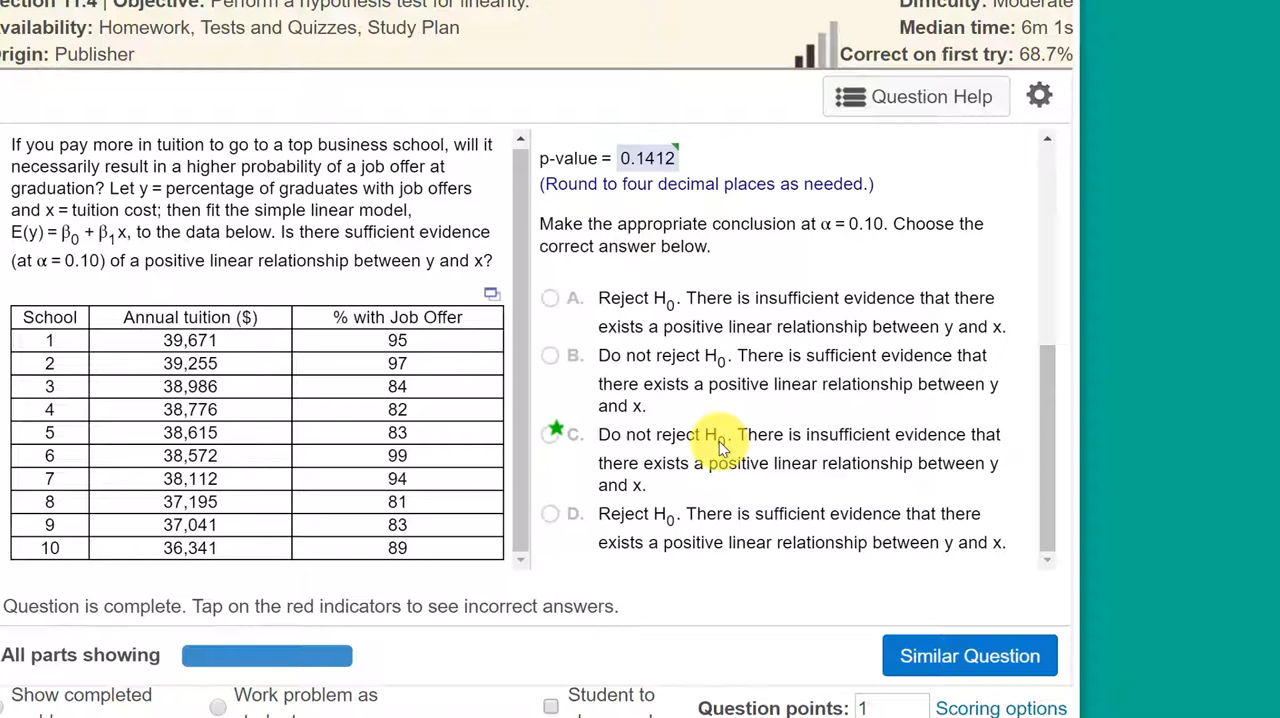 ection 11.4 | Objective: Perform a hypothesis test for linearity.
vailability: Homework, Tests and Quizzes, Study Plan
rigin: Publisher
Difficulty: Moderate
Median time: 6m 1s
Correct on first try: 68.7%
Question Help
If you pay more in tuition to go to a top business school, will it
necessarily result in a higher probability of a job offer at
graduation? Let y = percentage of graduates with job offers
and x = tuition cost; then fit the simple linear model,
E(y) = β0 + β1x, to the data below. Is there sufficient evidence
(at α = 0.10) of a positive linear relationship between y and x?
School Annual tuition ($) % with Job Offer
1 39,671 95
2 39,255 97
3 38,986 84
4 38,776 82
5 38,615 83
6 38,572 99
7 38,112 94
8 37,195 81
9 37,041 83
10 36,341 89
p-value = 0.1412
(Round to four decimal places as needed.)
Make the appropriate conclusion at α = 0.10. Choose the
correct answer below.
A. Reject H0. There is insufficient evidence that there
exists a positive linear relationship between y and x.
B. Do not reject H0. There is sufficient evidence that
there exists a positive linear relationship between y
and x.
C. Do not reject H0. There is insufficient evidence that
there exists a positive linear relationship between y
and x.
D. Reject H0. There is sufficient evidence that there
exists a positive linear relationship between y and x.
Question is complete. Tap on the red indicators to see incorrect answers.
All parts showing
Similar Question
Show completed
Work problem as
Student to
Question points: 1
Scoring options